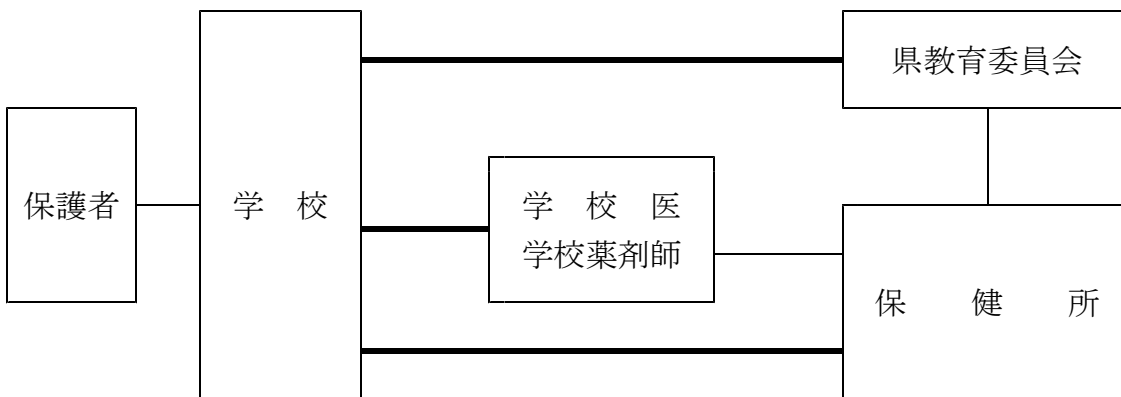 県教育委員会
保護者
学　校
学　校　医
学校薬剤師
保　健　所